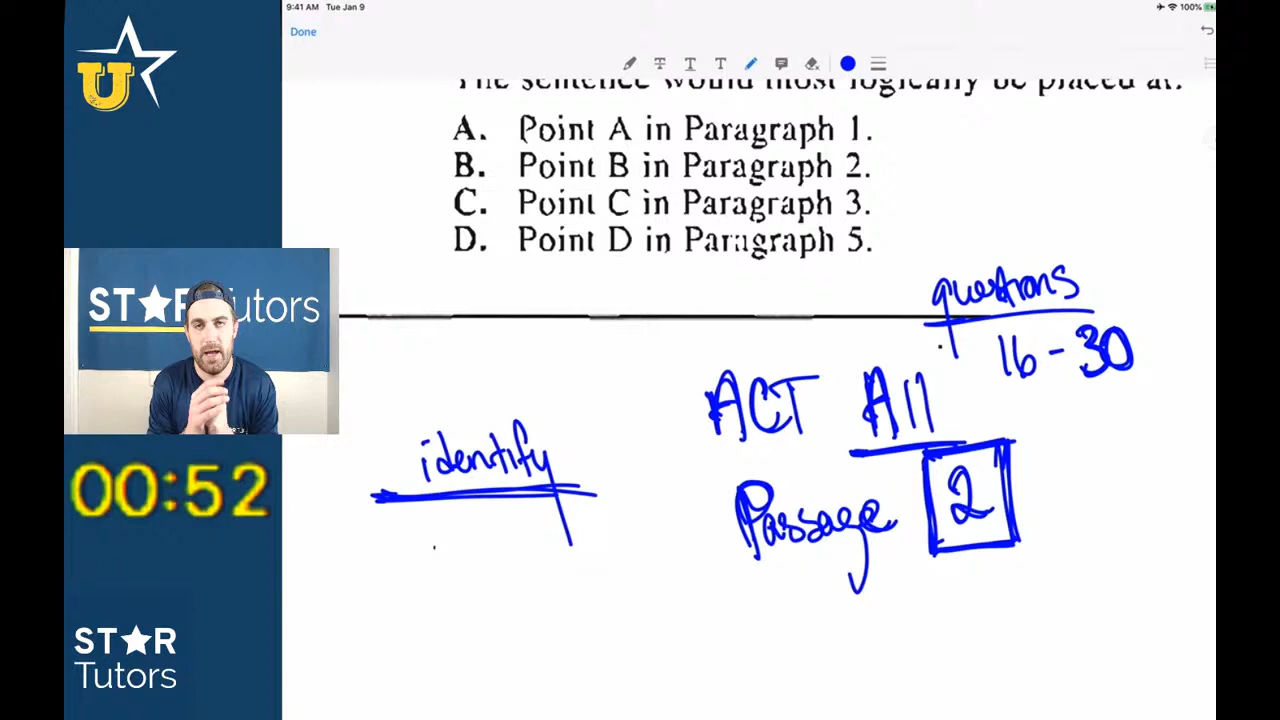 9:41 AM Tue Jan 9
100%
Done
U
The sentence would most logically be placed at:
A. Point A in Paragraph 1.
B. Point B in Paragraph 2.
C. Point C in Paragraph 3.
D. Point D in Paragraph 5.
questions
16-30
ACT A11
Passage 2
identify
STAR Tutors
00:52
STAR
Tutors